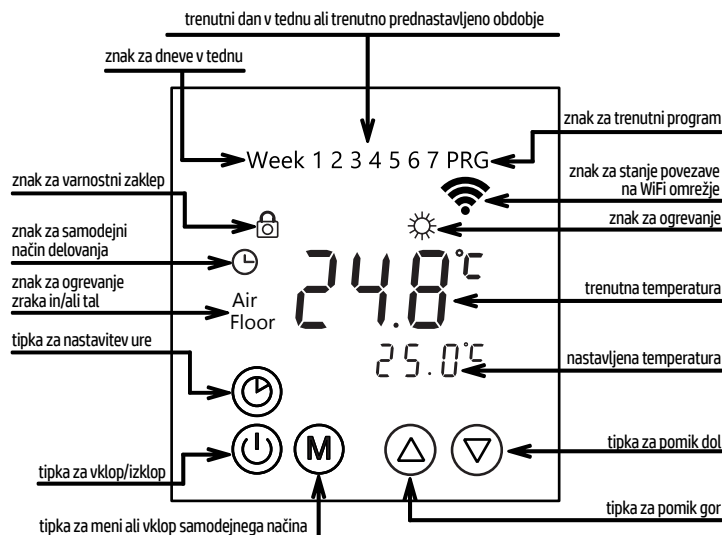 trenutni dan v tednu ali trenutno prednastavljeno obdobje
znak za dneve v tednu
znak za trenutni program
Week 1 2 3 4 5 6 7 PRG
znak za stanje povezave
na WiFi omrežje
znak za varnostni zaklep
znak za ogrevanje
znak za samodejni
način delovanja
24.8°C
trenutna temperatura
znak za ogrevanje
zraka in/ali tal
Air
Floor
tipka za nastavitev ure
25.0°C
nastavljena temperatura
M
tipka za pomik dol
tipka za vklop/izklop
tipka za pomik gor
tipka za meni ali vklop samodejnega načina